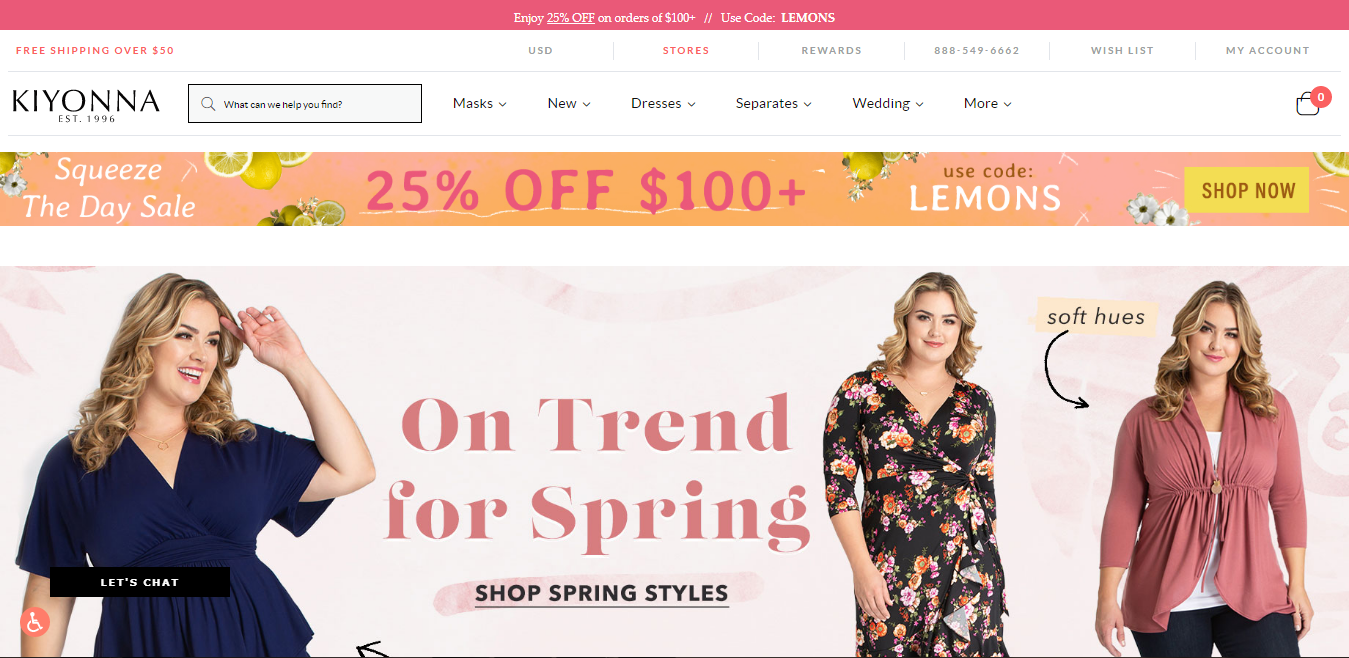 Enjoy 25% OFF on orders of $100+ // Use Code: LEMONS
FREE SHIPPING OVER $50
USD
STORES
REWARDS
888-549-6662
WISH LIST
MY ACCOUNT
KIYONNA
EST. 1996
What can we help you find?
Masks
New
Dresses
Separates
Wedding
More
0
Squeeze
The Day Sale
25% OFF $100+
use code:
LEMONS
SHOP NOW
soft hues
On Trend
for Spring
SHOP SPRING STYLES
LET'S CHAT